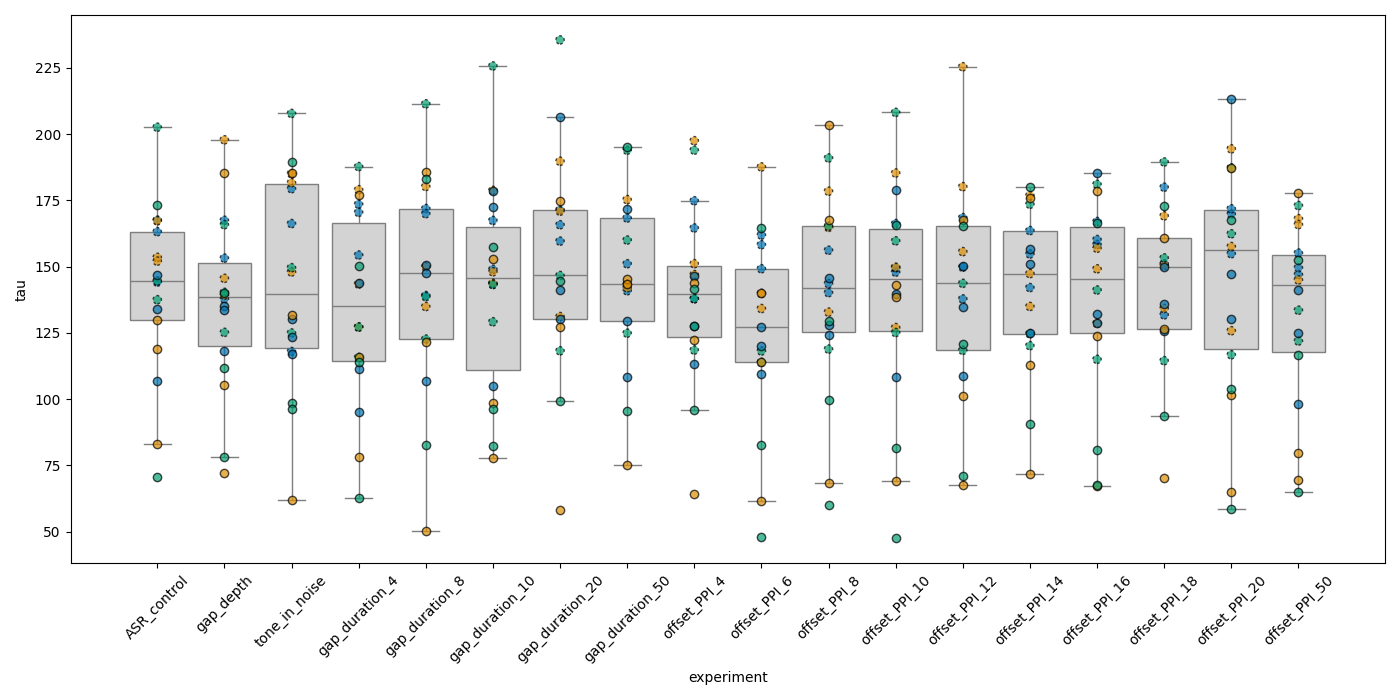 tau
225
200
175
150
125
100
75
50
ASR_control
gap_depth
tone_in_noise
gap_duration_4
gap_duration_8
gap_duration_10
gap_duration_20
gap_duration_50
offset_PPI_4
offset_PPI_6
offset_PPI_8
offset_PPI_10
offset_PPI_12
offset_PPI_14
offset_PPI_16
offset_PPI_18
offset_PPI_20
offset_PPI_50
experiment